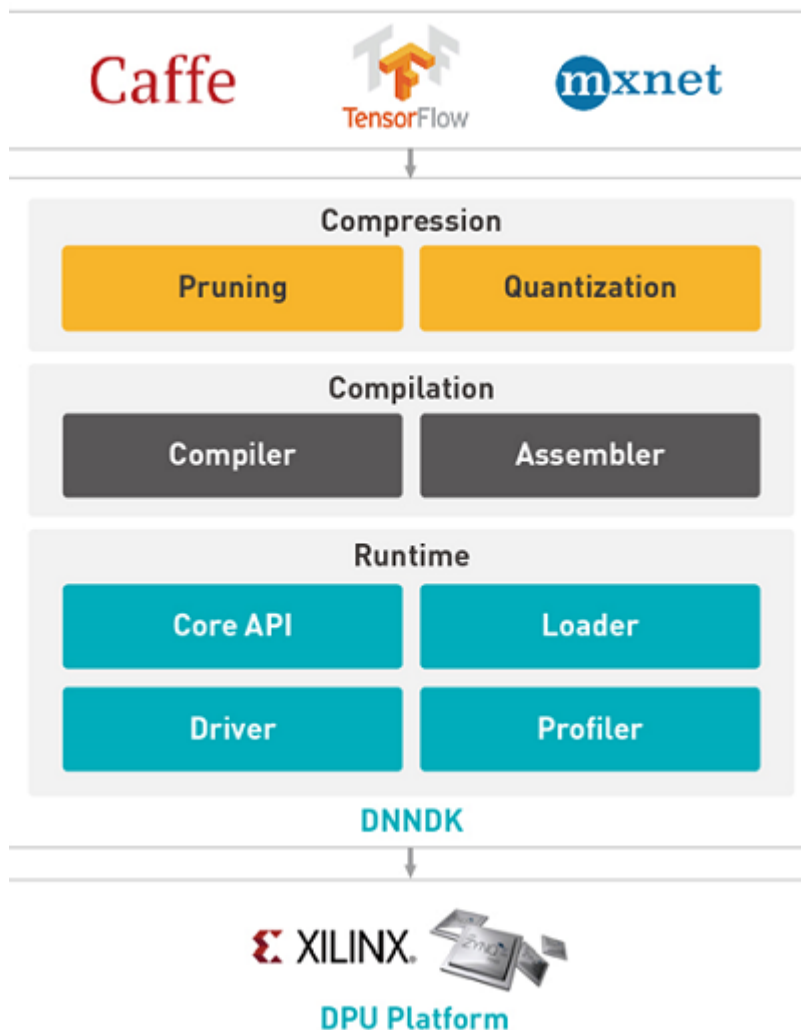 Caffe
TensorFlow
mxnet
Compression
Pruning Quantization
Compilation
Compiler Assembler
Runtime
Core API Loader
Driver Profiler
DNNDK
XILINX.
ZYNQ
DPU Platform